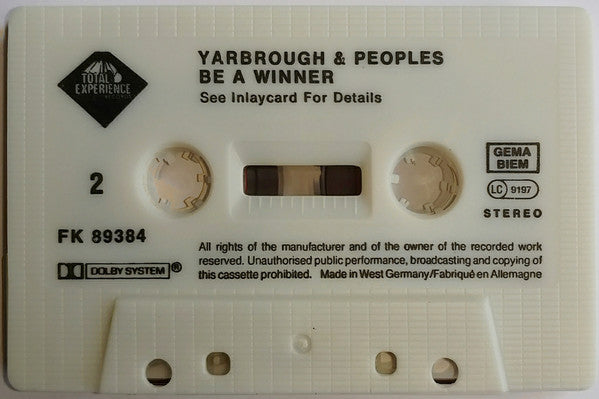 TOTAL
EXPERIENCE
RECORDS
YARBROUGH & PEOPLES
BE A WINNER
See Inlaycard For Details
2
GEMA
BIEM
LC 9197
STEREO
FK 89384
DOLBY SYSTEM®
All rights of the manufacturer and of the owner of the recorded work
reserved. Unauthorised public performance, broadcasting and copying of
this cassette prohibited. Made in West Germany/Fabriqué en Allemagne